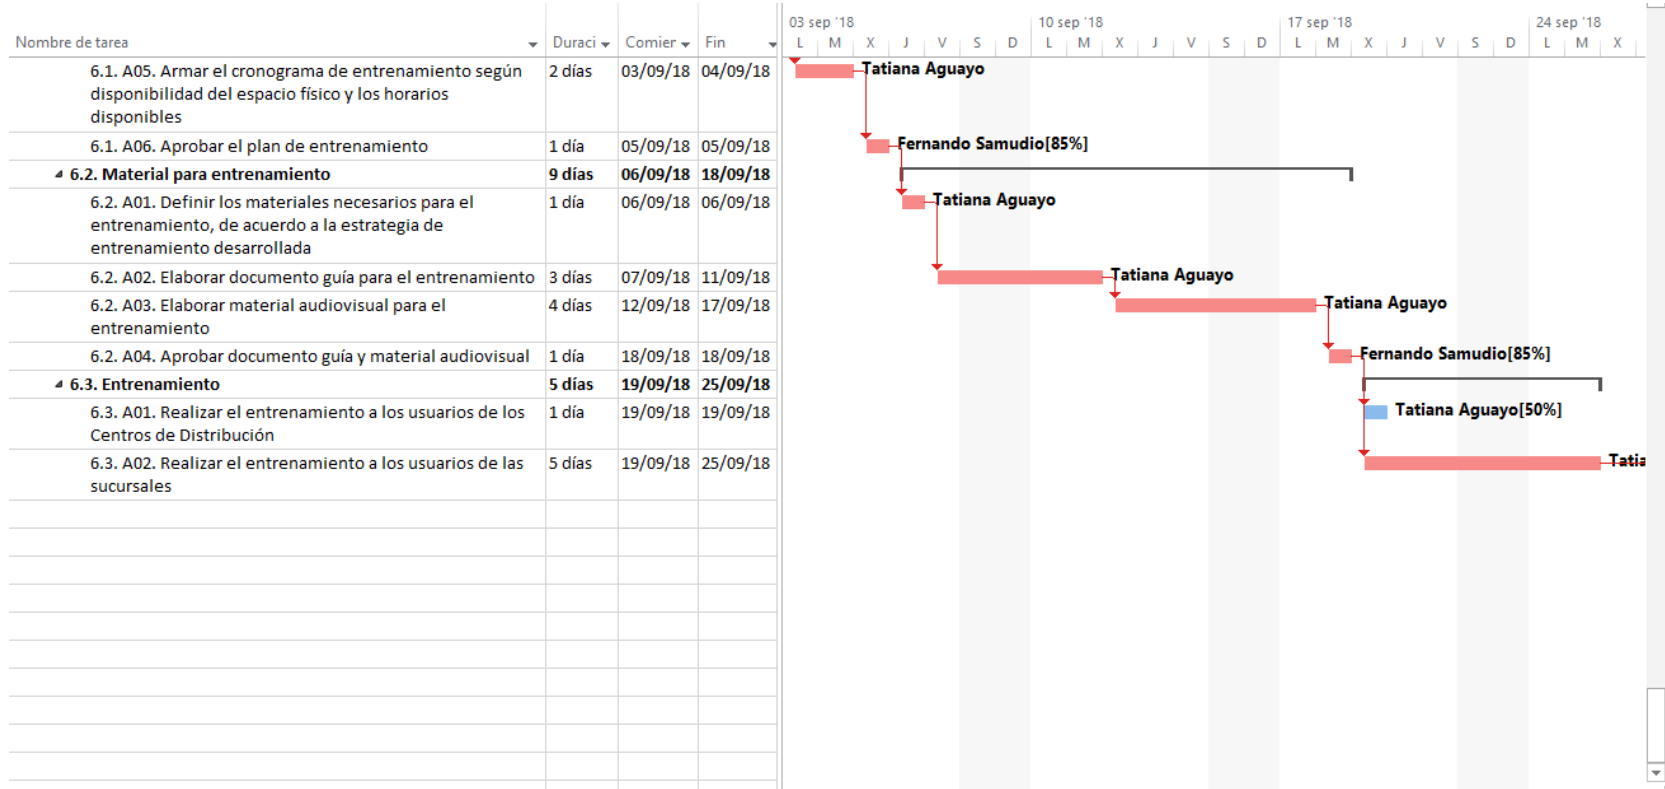 03 sep '18 10 sep '18 17 sep '18 24 sep '18
Nombre de tarea Duraci Comier Fin L M X J V S D L M X J V S D L M X J V S D L M X
6.1. A05. Armar el cronograma de entrenamiento según 2 días 03/09/18 04/09/18 Tatiana Aguayo
disponibilidad del espacio físico y los horarios
disponibles
6.1. A06. Aprobar el plan de entrenamiento 1 día 05/09/18 05/09/18 Fernando Samudio[85%]
6.2. Material para entrenamiento 9 días 06/09/18 18/09/18
6.2. A01. Definir los materiales necesarios para el 1 día 06/09/18 06/09/18 Tatiana Aguayo
entrenamiento, de acuerdo a la estrategia de
entrenamiento desarrollada
6.2. A02. Elaborar documento guía para el entrenamiento 3 días 07/09/18 11/09/18 Tatiana Aguayo
6.2. A03. Elaborar material audiovisual para el 4 días 12/09/18 17/09/18 Tatiana Aguayo
entrenamiento
6.2. A04. Aprobar documento guía y material audiovisual 1 día 18/09/18 18/09/18 Fernando Samudio[85%]
6.3. Entrenamiento 5 días 19/09/18 25/09/18
6.3. A01. Realizar el entrenamiento a los usuarios de los 1 día 19/09/18 19/09/18 Tatiana Aguayo[50%]
Centros de Distribución
6.3. A02. Realizar el entrenamiento a los usuarios de las 5 días 19/09/18 25/09/18 Tatia
sucursales